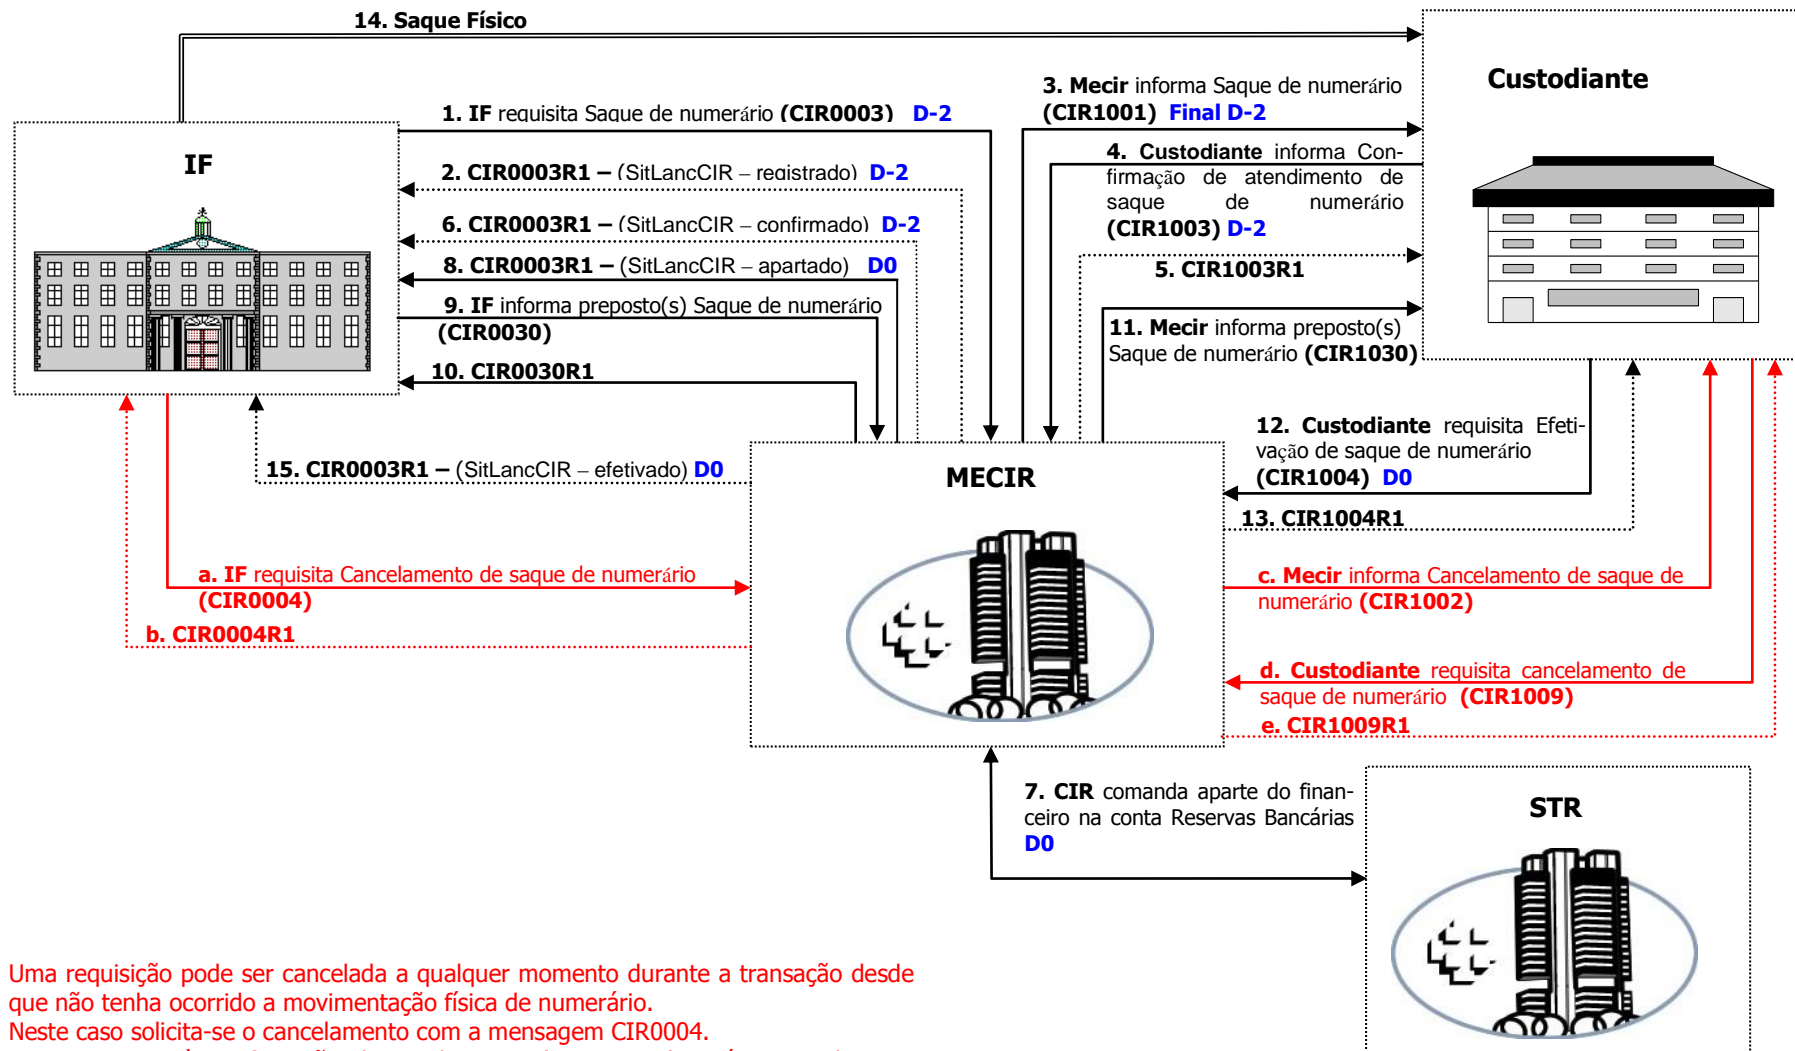 14. Saque Físico
Custodiante
3. Mecir informa Saque de numerário
(CIR1001) Final D-2
1. IF requisita Saque de numerário (CIR0003) D-2
IF
4. Custodiante informa Con-
firmação de atendimento de
saque de numerário
(CIR1003) D-2
2. CIR0003R1 – (SitLancCIR – registrado) D-2
6. CIR0003R1 – (SitLancCIR – confirmado) D-2
8. CIR0003R1 – (SitLancCIR – apartado) D0
5. CIR1003R1
9. IF informa preposto(s) Saque de numerário
(CIR0030)
11. Mecir informa preposto(s)
Saque de numerário (CIR1030)
10. CIR0030R1
12. Custodiante requisita Efeti-
vação de saque de numerário
(CIR1004) D0
15. CIR0003R1 – (SitLancCIR – efetivado) D0
MECIR
13. CIR1004R1
a. IF requisita Cancelamento de saque de numerário
(CIR0004)
b. CIR0004R1
c. Mecir informa Cancelamento de saque de
numerário (CIR1002)
d. Custodiante requisita cancelamento de
saque de numerário (CIR1009)
e. CIR1009R1
7. CIR comanda aparte do finan-
ceiro na conta Reservas Bancárias
D0
STR
Uma requisição pode ser cancelada a qualquer momento durante a transação desde
que não tenha ocorrido a movimentação física de numerário.
Neste caso solicita-se o cancelamento com a mensagem CIR0004.